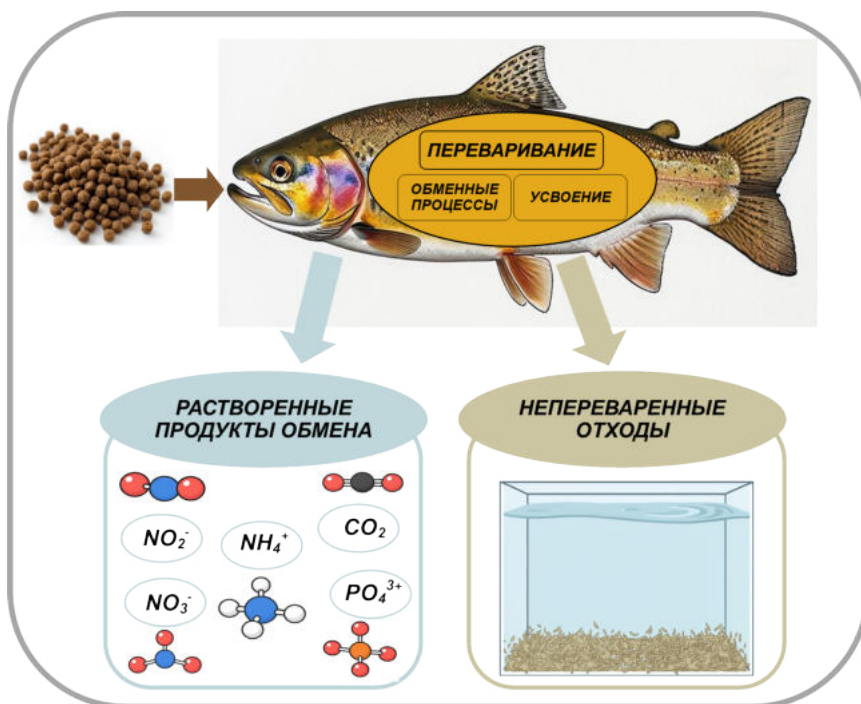 ПЕРЕВАРИВАНИЕ
ОБМЕННЫЕ
ПРОЦЕССЫ
УСВОЕНИЕ
РАСТВОРЕННЫЕ
ПРОДУКТЫ ОБМЕНА
НЕПЕРЕВАРЕННЫЕ
ОТХОДЫ
NO₂⁻
NH₄⁺
CO₂
NO₃⁻
PO₄³⁺